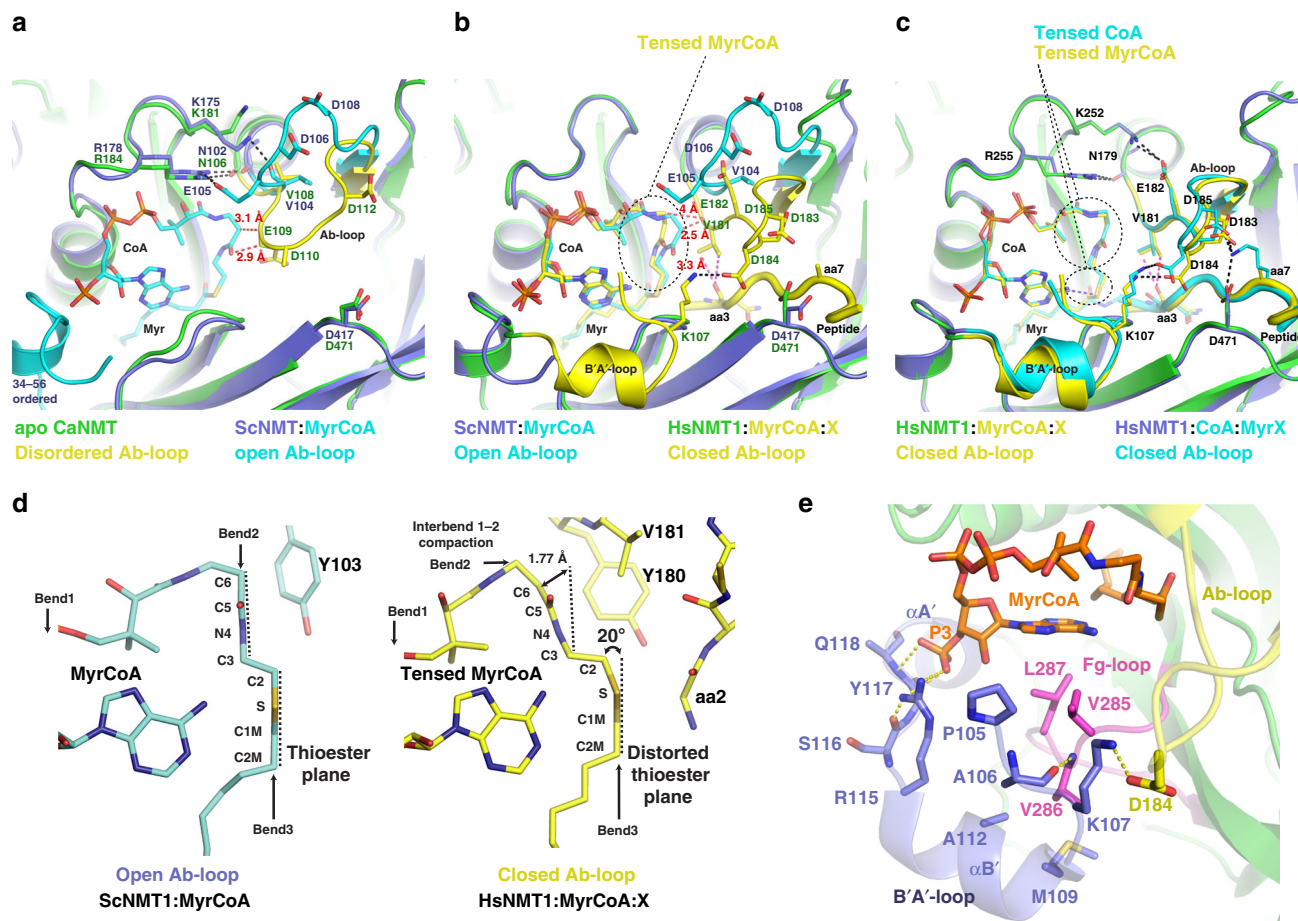 a
K175
K181
D108
R178
R184
N102
N106
D106
E105
V108
V104
D112
3.1 Å
Ab-loop
CoA
E109
2.9 Å
D110
Myr
D417
D471
34–56
ordered
apo CaNMT
ScNMT:MyrCoA
Disordered Ab-loop
open Ab-loop
b
Tensed MyrCoA
D108
D106
E105
V104
4 Å
E182
D185
D183
V181
2.5 Å
CoA
3.3 Å
D184
aa7
aa3
Myr
Peptide
K107
D417
D471
B′A′-loop
ScNMT:MyrCoA
HsNMT1:MyrCoA:X
Open Ab-loop
Closed Ab-loop
c
Tensed CoA
Tensed MyrCoA
K252
R255
N179
Ab-loop
E182
D185
V181
D183
CoA
D184
aa7
aa3
Myr
Peptide
K107
D471
B′A′-loop
HsNMT1:MyrCoA:X
HsNMT1:CoA:MyrX
Closed Ab-loop
Closed Ab-loop
d
Bend2
Y103
C6
Bend1
C5
N4
C3
MyrCoA
C2
S
C1M
C2M
Thioester
plane
Bend3
Open Ab-loop
ScNMT1:MyrCoA
Interbend 1–2
compaction
V181
1.77 Å
Bend2
Y180
C6
Bend1
C5
N4
20°
C3
C2
Tensed MyrCoA
S
aa2
C1M
C2M
Distorted
thioester
plane
Bend3
Closed Ab-loop
HsNMT1:MyrCoA:X
e
MyrCoA
Ab-loop
αA′
P3
Q118
L287
Fg-loop
Y117
V285
P105
S116
A106
R115
D184
V286
K107
A112
αB′
M109
B′A′-loop